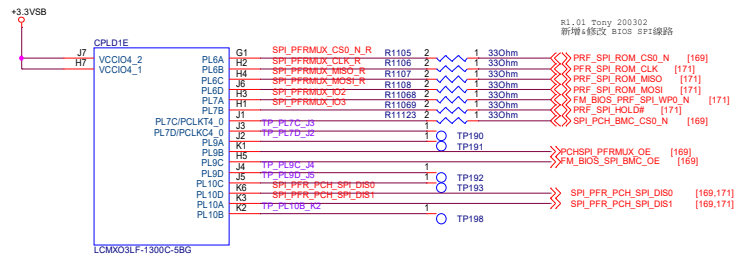 +3.3VSB
R1.01 Tony 200302
新增&修改 BIOS SPI線路
CPLD1E
J7 VCCIO4_2
H7 VCCIO4_1
PL6A G1 SPI_PFRMUX_CS0_N_R R1105 2 1 33Ohm PRF_SPI_ROM_CS0_N [169]
PL6B H2 SPI_PFRMUX_CLK_R R1106 2 1 33Ohm PRF_SPI_ROM_CLK [171]
PL6C H4 SPI_PFRMUX_MISO_R R1107 2 1 33Ohm PRF_SPI_ROM_MISO [171]
PL6D J6 SPI_PFRMUX_MOSI_R R1108 2 1 33Ohm PRF_SPI_ROM_MOSI [171]
PL7A H3 SPI_PFRMUX_IO2 R11068 2 1 33Ohm FM_BIOS_PRF_SPI_WP0_N [171]
PL7B H1 SPI_PFRMUX_IO3 R11069 2 1 33Ohm PRF_SPI_HOLD# [171]
PL7C/PCLKT4_0 J1 R11123 2 1 33Ohm SPI_PCH_BMC_CS0_N [169]
PL7D/PCLKC4_0 J3 TP_PL7C_J3 1 TP190
PL9A J2 TP_PL7D_J2 1 TP191
PL9B K1 PCHSPI_PFRMUX_OE [169]
PL9C H5 FM_BIOS_SPI_BMC_OE [169]
PL9D J4 TP_PL9C_J4 1 TP192
PL10C J5 TP_PL9D_J5 1 TP193
PL10D K6 SPI_PFR_PCH_SPI_DIS0 SPI_PFR_PCH_SPI_DIS0 [169,171]
PL10A K3 SPI_PFR_PCH_SPI_DIS1 SPI_PFR_PCH_SPI_DIS1 [169,171]
PL10B K2 TP_PL10B_K2 1 TP198
LCMXO3LF-1300C-5BG